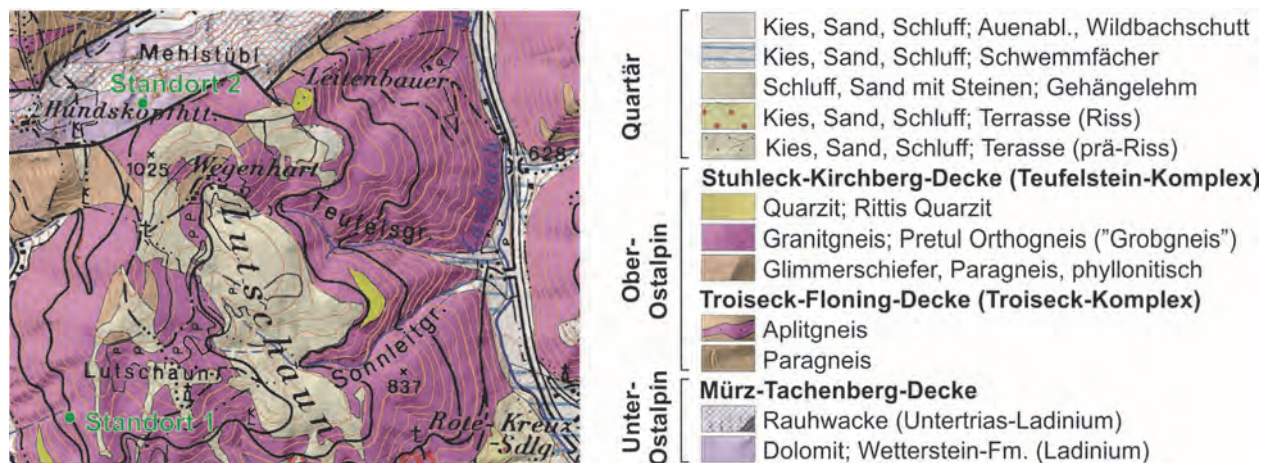 Mehlstübl
Leitenbauer
Standort 2
Hundskopfhtt.
1025
Wegenhart
628
Teufelsgr.
Lutschaun
Sonnleitgr.
Lutschaun
837
Standort 1
Rote-Kreuz-
Sdlg.
Quartär
Kies, Sand, Schluff; Auenabl., Wildbachschutt
Kies, Sand, Schluff; Schwemmfächer
Schluff, Sand mit Steinen; Gehängelehm
Kies, Sand, Schluff; Terrasse (Riss)
Kies, Sand, Schluff; Terasse (prä-Riss)
Ober-
Ostalpin
Stuhleck-Kirchberg-Decke (Teufelstein-Komplex)
Quarzit; Rittis Quarzit
Granitgneis; Pretul Orthogneis ("Grobgneis")
Glimmerschiefer, Paragneis, phyllonitisch
Troiseck-Floning-Decke (Troiseck-Komplex)
Aplitgneis
Paragneis
Unter-
Ostalpin
Mürz-Tachenberg-Decke
Rauhwacke (Untertrias-Ladinium)
Dolomit; Wetterstein-Fm. (Ladinium)